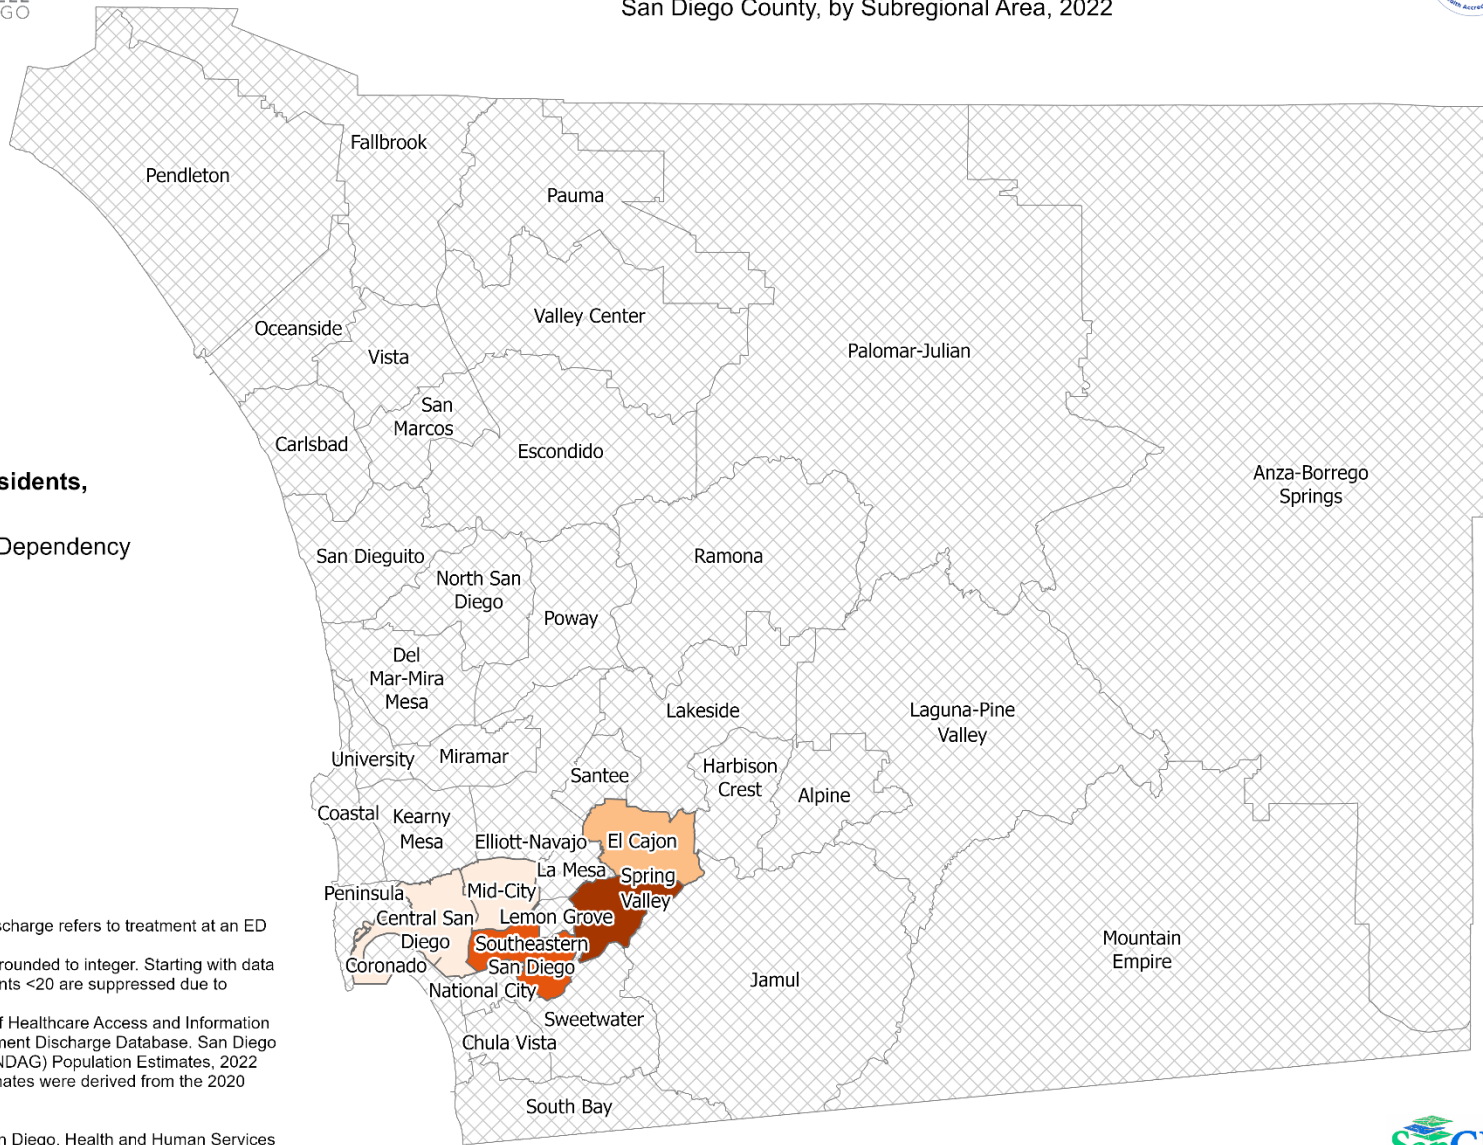 GO
San Diego County, by Subregional Area, 2022
Fallbrook
Pendleton
Pauma
Oceanside
Valley Center
Vista
Palomar-Julian
San
Marcos
Carlsbad
Escondido
Anza-Borrego
Springs
sidents,
Dependency
San Dieguito
North San
Diego
Ramona
Poway
Del
Mar-Mira
Mesa
Lakeside
Laguna-Pine
Valley
University
Miramar
Santee
Harbison
Crest
Alpine
Coastal
Kearny
Mesa
Elliott-Navajo
El Cajon
La Mesa
Spring
Valley
Peninsula
Mid-City
Central San
Diego
Lemon Grove
Southeastern
San Diego
Coronado
National City
Jamul
Mountain
Empire
Sweetwater
Chula Vista
South Bay
scharge refers to treatment at an ED
rounded to integer. Starting with data
nts <20 are suppressed due to
f Healthcare Access and Information
ment Discharge Database. San Diego
NDAG) Population Estimates, 2022
nates were derived from the 2020
n Diego, Health and Human Services